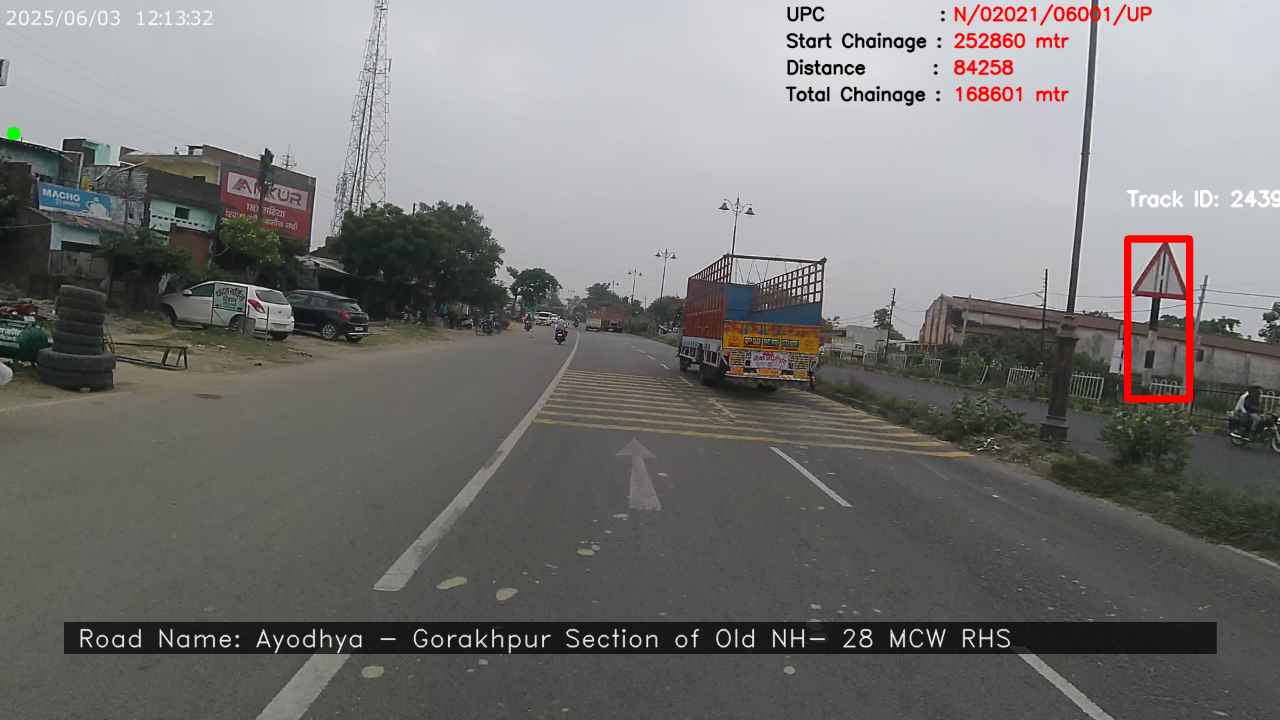 2025/06/03 12:13:32
UPC : N/02021/06001/UP
Start Chainage : 252860 mtr
Distance : 84258
Total Chainage : 168601 mtr
Track ID: 2439
MACHO
ANKUR
Road Name: Ayodhya - Gorakhpur Section of Old NH- 28 MCW RHS